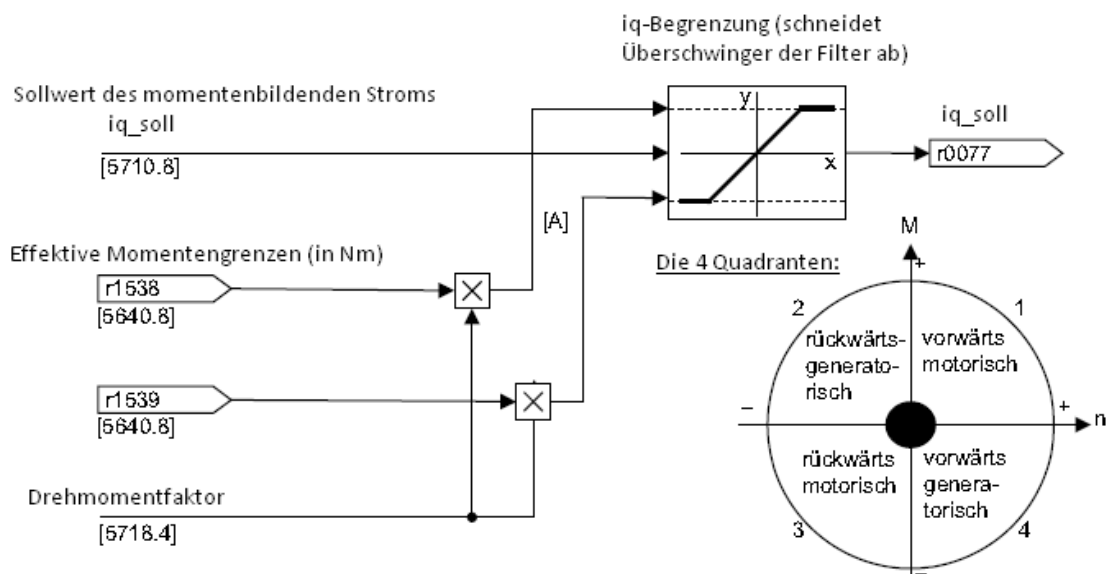 iq-Begrenzung (schneidet
Überschwinger der Filter ab)
Sollwert des momentenbildenden Stroms
iq_soll
[5710.8]
y
x
iq_soll
r0077
[A]
Effektive Momentengrenzen (in Nm)
r1538
[5640.8]
r1539
[5640.8]
Drehmomentfaktor
[5718.4]
Die 4 Quadranten:
M
+
2
1
rückwärts-
generato-
risch
vorwärts
motorisch
–
+
n
rückwärts
motorisch
vorwärts
genera-
torisch
3
4
–